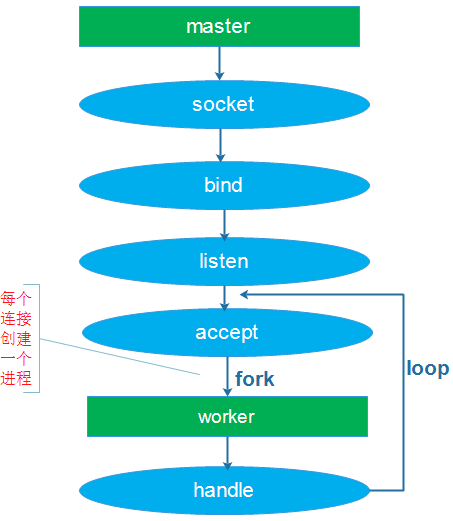 master
socket
bind
listen
accept
每个
连接
创建
一个
进程
fork
loop
worker
handle